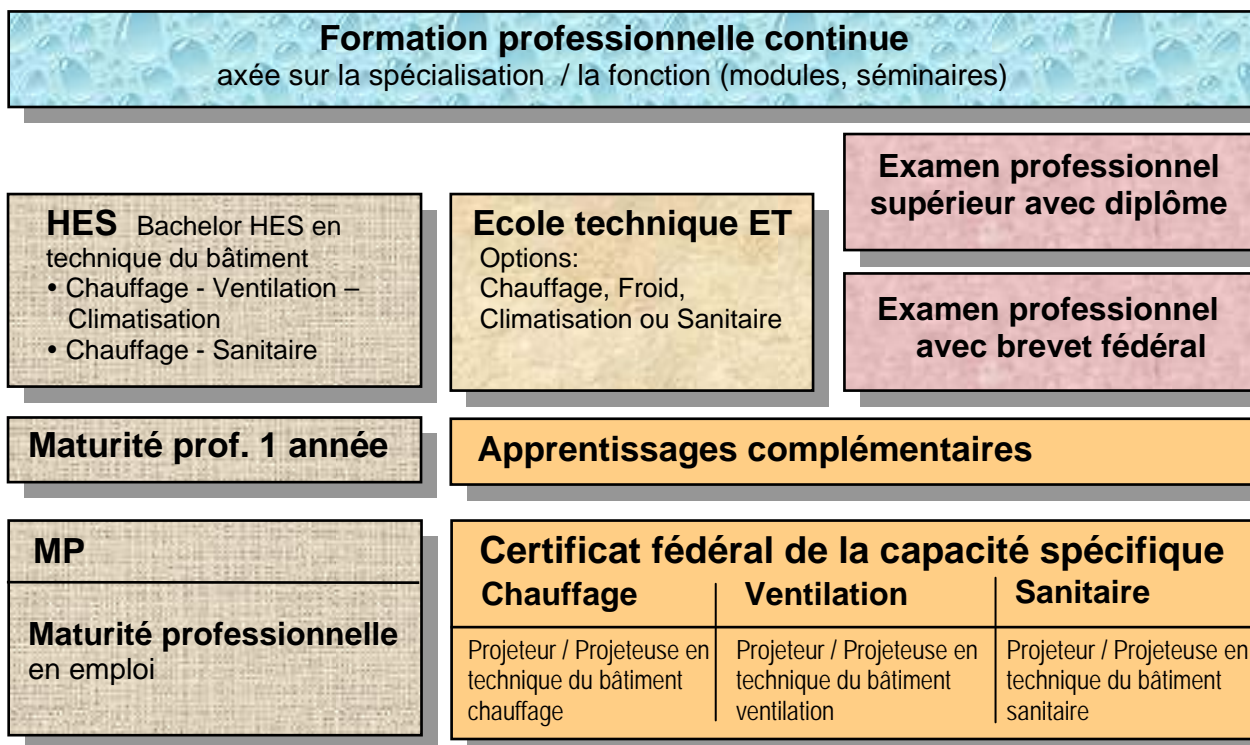 Formation professionnelle continue
axée sur la spécialisation / la fonction (modules, séminaires)
Examen professionnel
supérieur avec diplôme
HES Bachelor HES en
technique du bâtiment
• Chauffage - Ventilation –
Climatisation
• Chauffage - Sanitaire
Ecole technique ET
Options:
Chauffage, Froid,
Climatisation ou Sanitaire
Examen professionnel
avec brevet fédéral
Maturité prof. 1 année
Apprentissages complémentaires
MP
Maturité professionnelle
en emploi
Certificat fédéral de la capacité spécifique
Chauffage
Ventilation
Sanitaire
Projeteur / Projeteuse en
technique du bâtiment
chauffage
Projeteur / Projeteuse en
technique du bâtiment
ventilation
Projeteur / Projeteuse en
technique du bâtiment
sanitaire